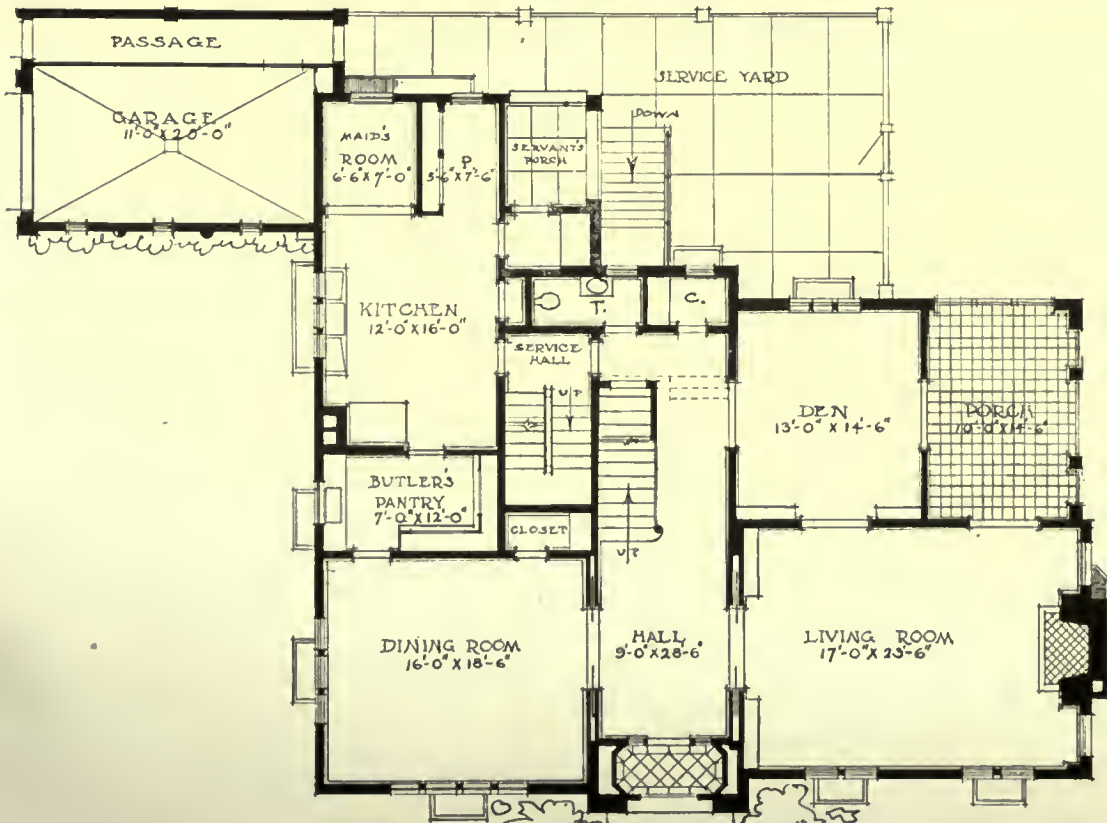 PASSAGE
SERVICE YARD
GARAGE
11'-0" X 20'-0"
DOWN
MAID'S
ROOM
6'-6" X 7'-0"
P.
5'-6" X 7'-6"
SERVANT'S
PORCH
KITCHEN
12'-0" X 16'-0"
T.
C.
SERVICE
HALL
UP
DEN
13'-0" X 14'-6"
PORCH
10'-0" X 14'-6"
BUTLER'S
PANTRY
7'-0" X 12'-0"
CLOSET
UP
DINING ROOM
16'-0" X 18'-6"
HALL
9'-0" X 28'-6"
LIVING ROOM
17'-0" X 23'-6"